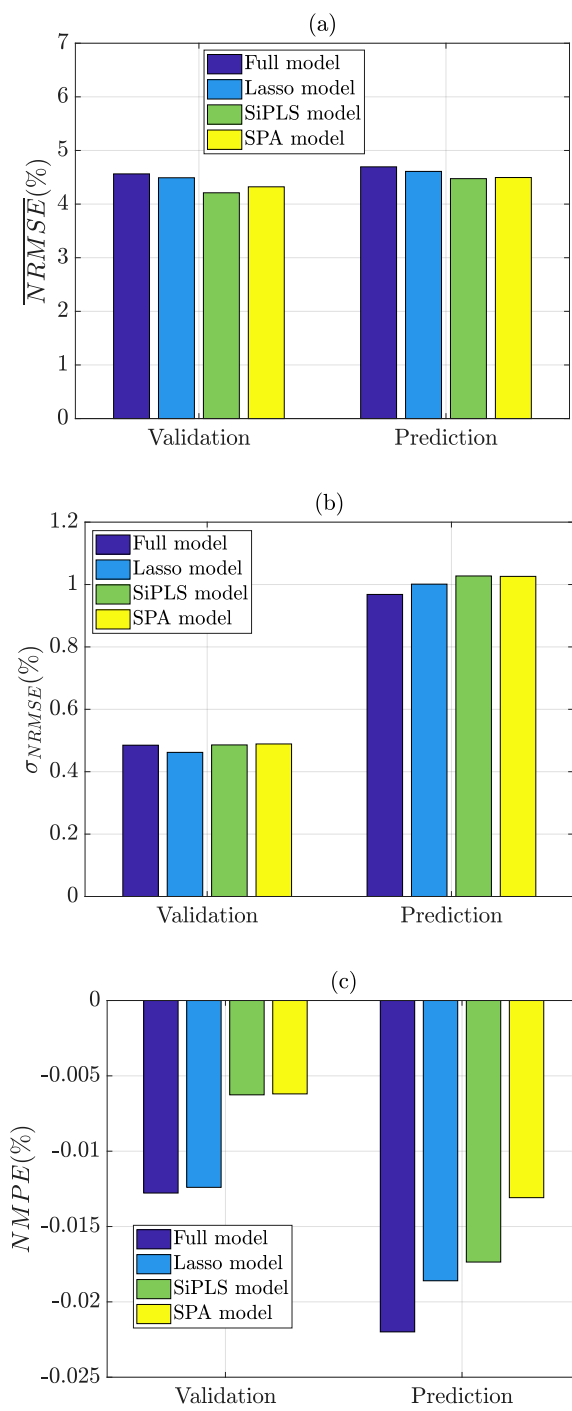 (a)
7
6
5
4
3
2
1
0
NRMSE(%)
Full model
Lasso model
SiPLS model
SPA model
Validation
Prediction
(b)
1.2
1
0.8
0.6
0.4
0.2
0
σNRMSE(%)
Full model
Lasso model
SiPLS model
SPA model
Validation
Prediction
(c)
0
-0.005
-0.01
-0.015
-0.02
-0.025
NMPE(%)
Full model
Lasso model
SiPLS model
SPA model
Validation
Prediction